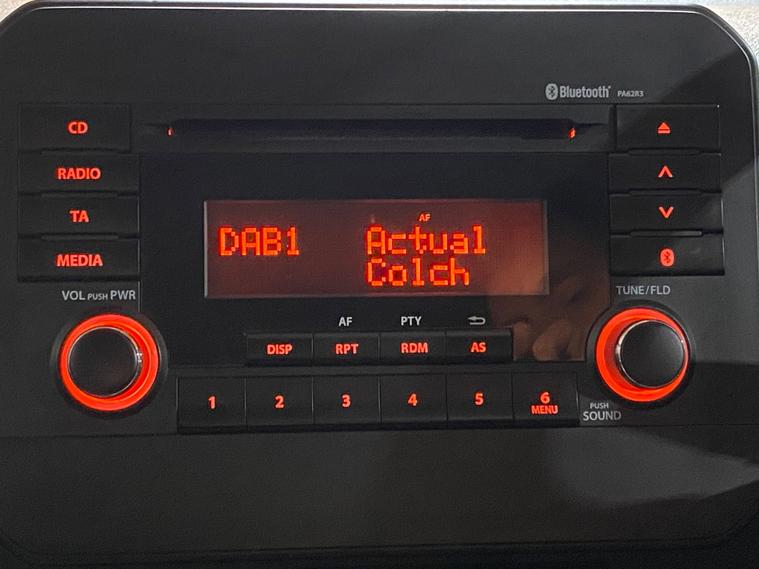 Bluetooth® PA62R3
CD
RADIO
TA
MEDIA
AF
DAB1 Actual
Colch
VOL PUSH PWR
TUNE/FLD
AF PTY
DISP RPT RDM AS
1 2 3 4 5 6
MENU
PUSH
SOUND